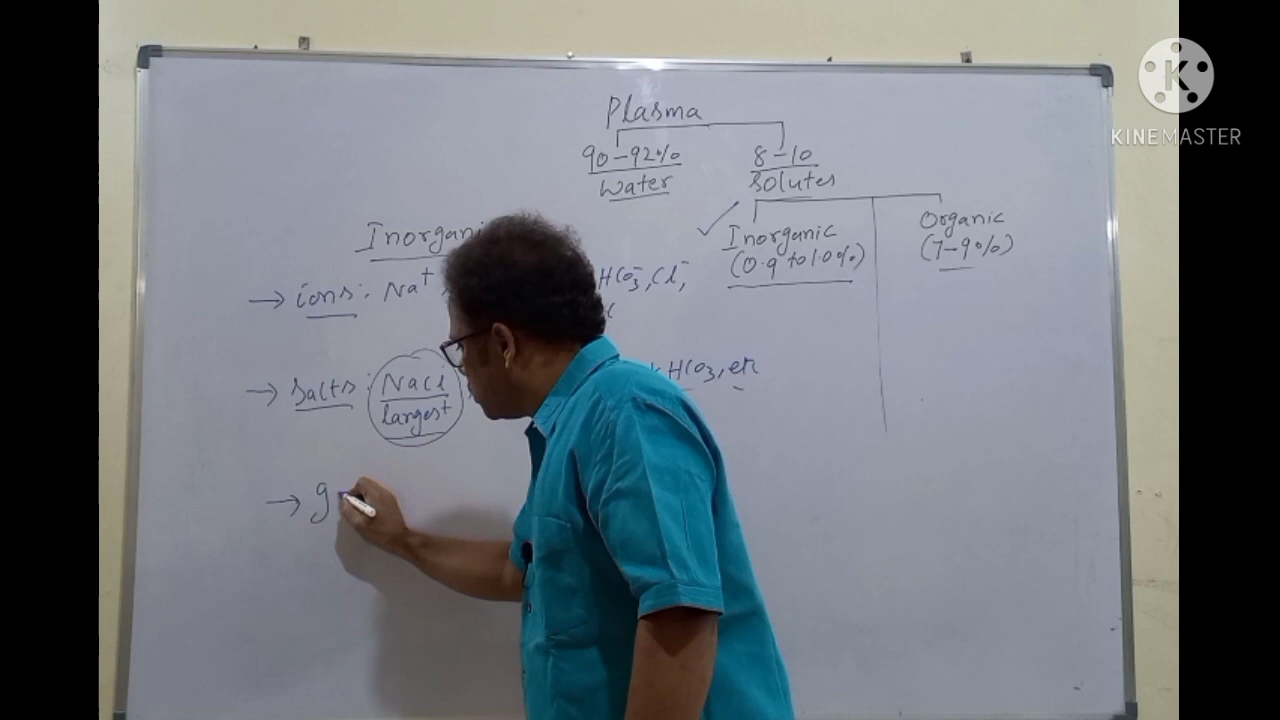 Plasma
90-92% 8-10
Water Solutes
Inorganic Organic
(0.9 to 1.0%) (7-9%)
Inorgani
→ ions: Na+ HCO3-, Cl-,
→ Salts: NaCl KHCO3, etc
largest
→ g
KINEMASTER